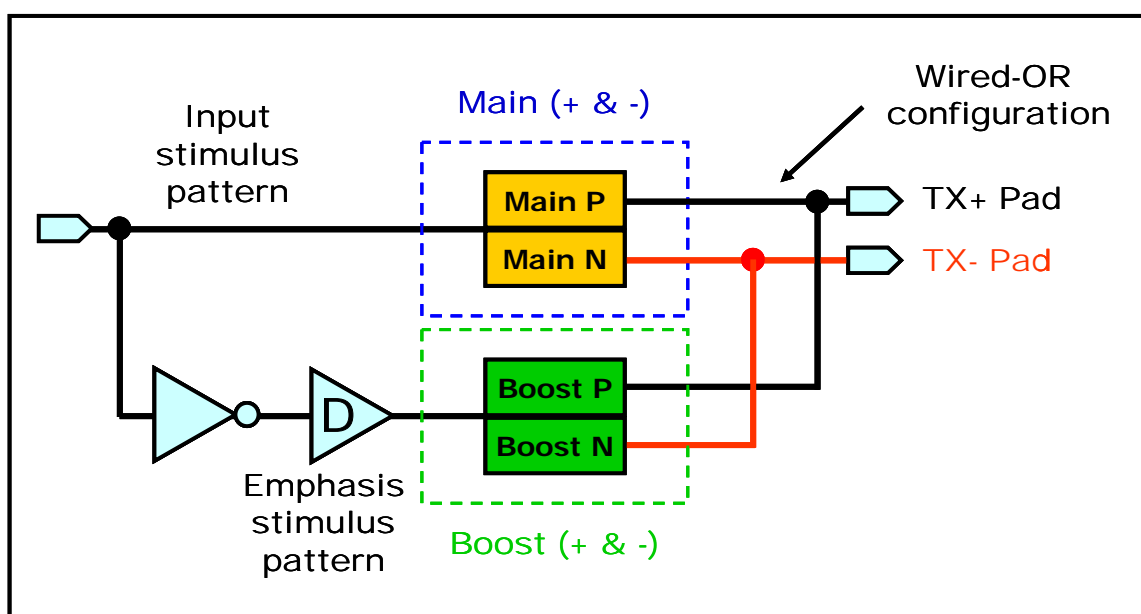 Input
stimulus
pattern
Main (+ & -)
Wired-OR
configuration
Main P
Main N
TX+ Pad
TX- Pad
D
Boost P
Boost N
Emphasis
stimulus
pattern
Boost (+ & -)